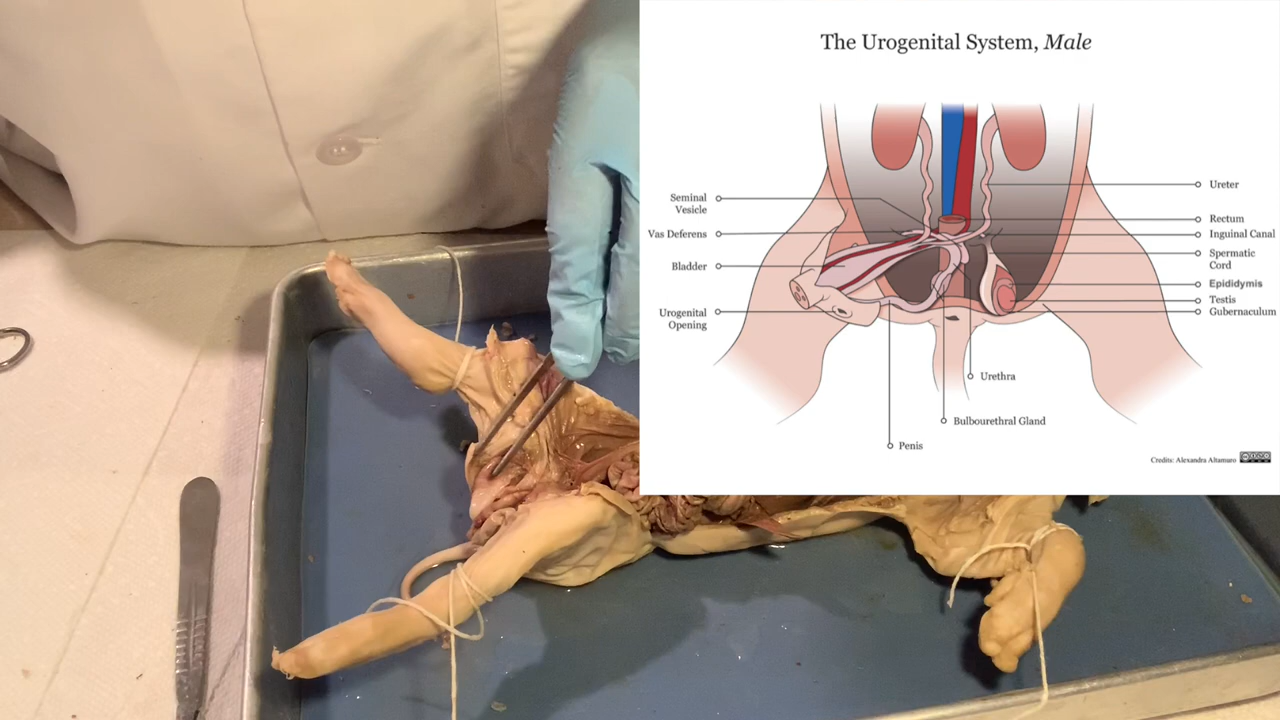 The Urogenital System, Male
Seminal
Vesicle
Vas Deferens
Bladder
Urogenital
Opening
Ureter
Rectum
Inguinal Canal
Spermatic
Cord
Epididymis
Testis
Gubernaculum
Urethra
Bulbourethral Gland
Penis
Credits: Alexandra Altamuro